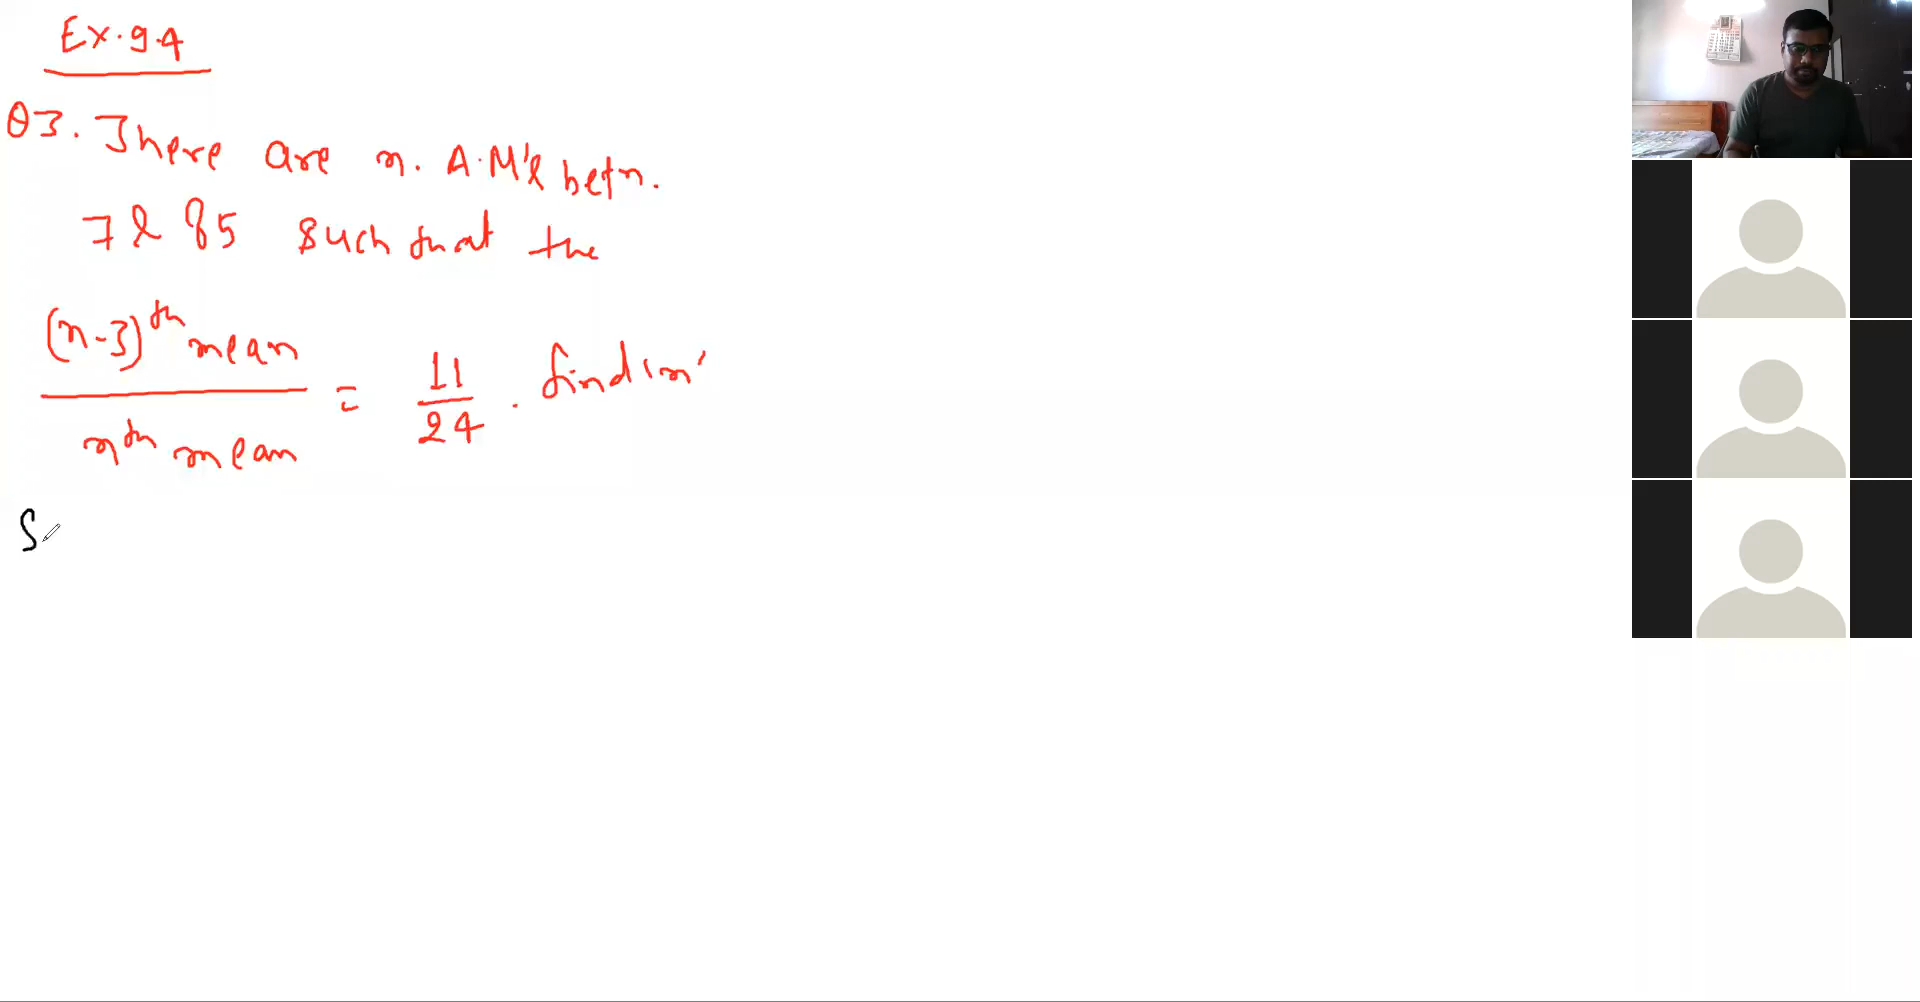 Ex. 9.4
Q3. There are n. A.M's betn.
7 & 85 such that the
(n-3)th mean
nth mean
= 11/24 . find 'n'
S